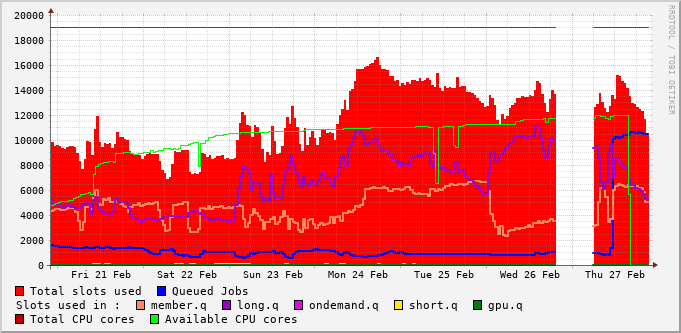 RRDTOOL / TOBI OETIKER
20000
18000
16000
14000
12000
10000
8000
6000
4000
2000
0
Fri 21 Feb Sat 22 Feb Sun 23 Feb Mon 24 Feb Tue 25 Feb Wed 26 Feb Thu 27 Feb
Total slots used Queued Jobs
Slots used in : member.q long.q ondemand.q short.q gpu.q
Total CPU cores Available CPU cores